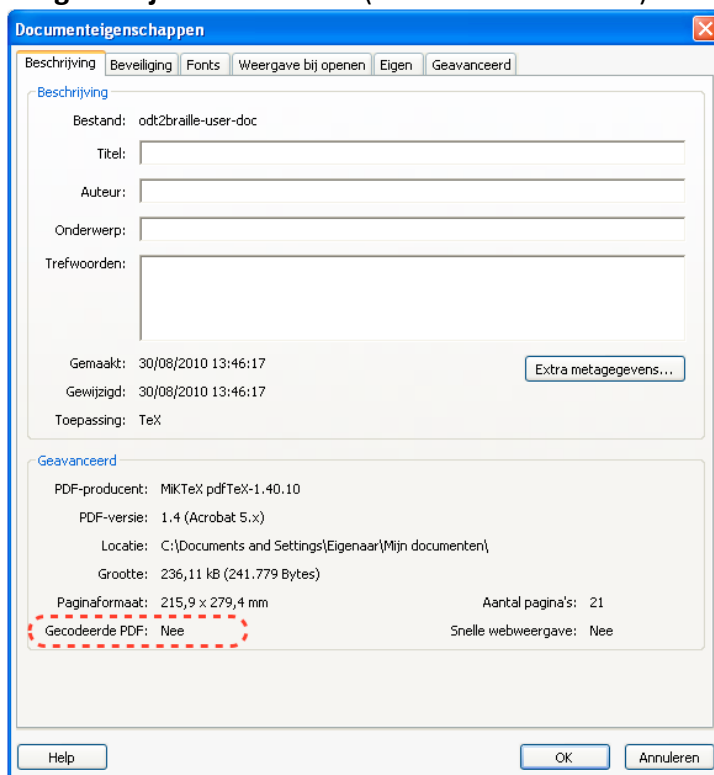 Documenteigenschappen
Beschrijving Beveiliging Fonts Weergave bij openen Eigen Geavanceerd
Beschrijving
Bestand: odt2braille-user-doc
Titel:
Auteur:
Onderwerp:
Trefwoorden:
Gemaakt: 30/08/2010 13:46:17
Extra metagegevens...
Gewijzigd: 30/08/2010 13:46:17
Toepassing: TeX
Geavanceerd
PDF-producent: MiKTeX pdfTeX-1.40.10
PDF-versie: 1.4 (Acrobat 5.x)
Locatie: C:\Documents and Settings\Eigenaar\Mijn documenten\
Grootte: 236,11 kB (241.779 Bytes)
Paginaformaat: 215,9 x 279,4 mm Aantal pagina's: 21
Gecodeerde PDF: Nee Snelle webweergave: Nee
Help OK Annuleren